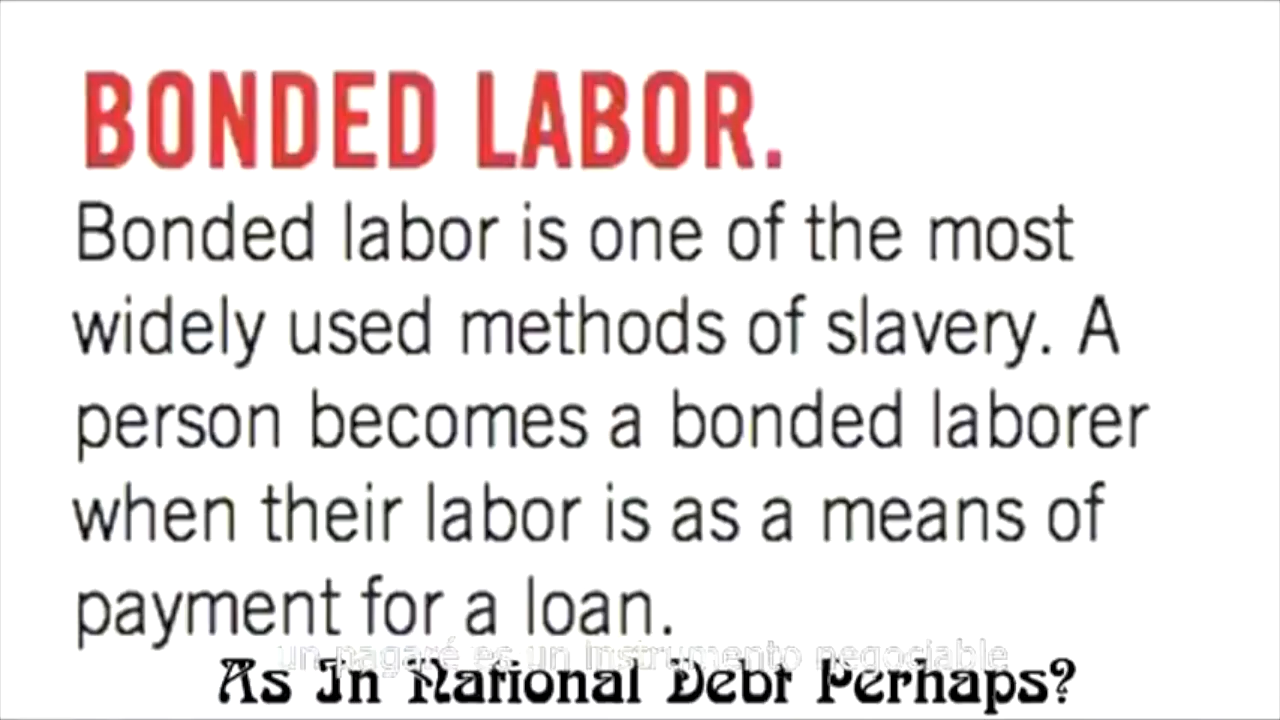 BONDED LABOR.
Bonded labor is one of the most
widely used methods of slavery. A
person becomes a bonded laborer
when their labor is as a means of
payment for a loan.
un pagaré es un instrumento negociable
As In National Debt Perhaps?